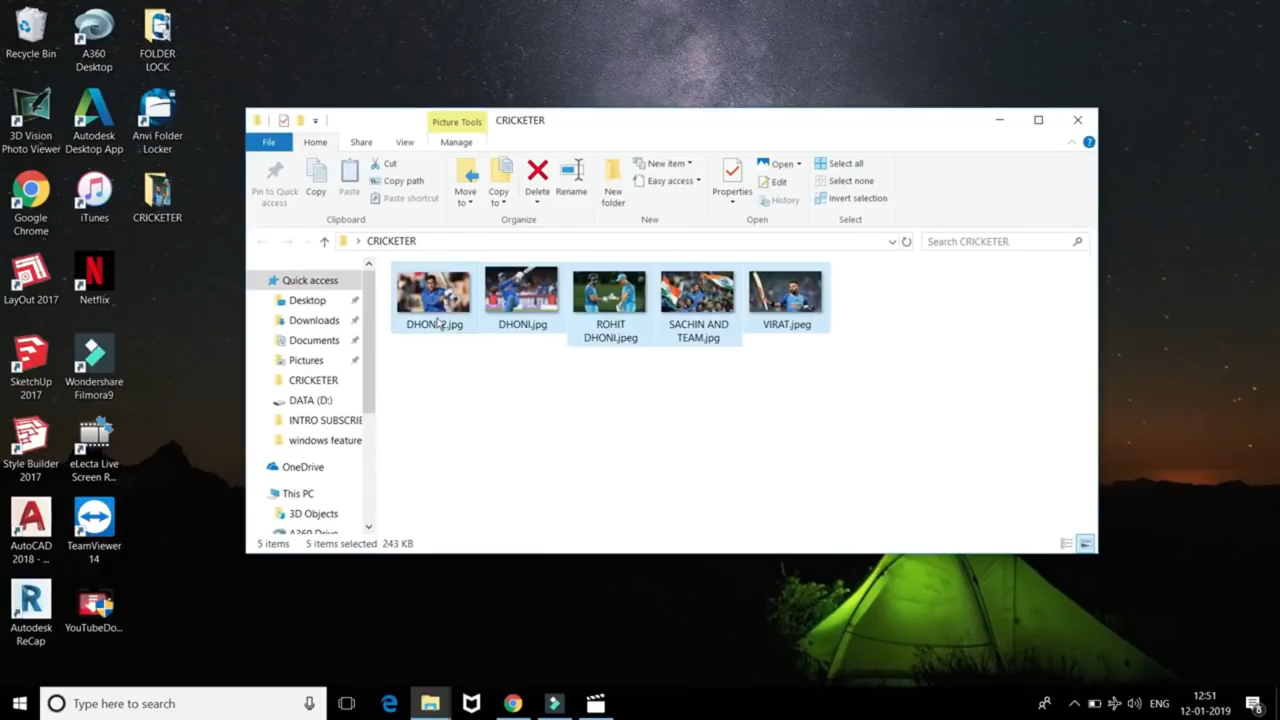 Recycle Bin
A360
Desktop
FOLDER
LOCK
3D Vision
Photo Viewer
Autodesk
Desktop App
Anvi Folder
Locker
Google
Chrome
iTunes
CRICKETER
LayOut 2017
Netflix
SketchUp
2017
Wondershare
Filmora9
Style Builder
2017
eLecta Live
Screen R...
AutoCAD
2018 - ...
TeamViewer
14
Autodesk
ReCap
YouTubeDo...
Picture Tools
CRICKETER
File
Home
Share
View
Manage
Pin to Quick
access
Copy
Paste
Cut
Copy path
Paste shortcut
Clipboard
Move
to
Copy
to
Delete
Rename
Organize
New
folder
New item
Easy access
New
Properties
Open
Edit
History
Open
Select all
Select none
Invert selection
Select
CRICKETER
Search CRICKETER
Quick access
Desktop
Downloads
Documents
Pictures
CRICKETER
DATA (D:)
INTRO SUBSCRIE
windows feature
OneDrive
This PC
3D Objects
A360 Drive
DHONI.jpg
ROHIT
DHONI.jpeg
SACHIN AND
TEAM.jpg
VIRAT.jpeg
5 items
5 items selected 243 KB
Type here to search
ENG
12:51
12-01-2019
8